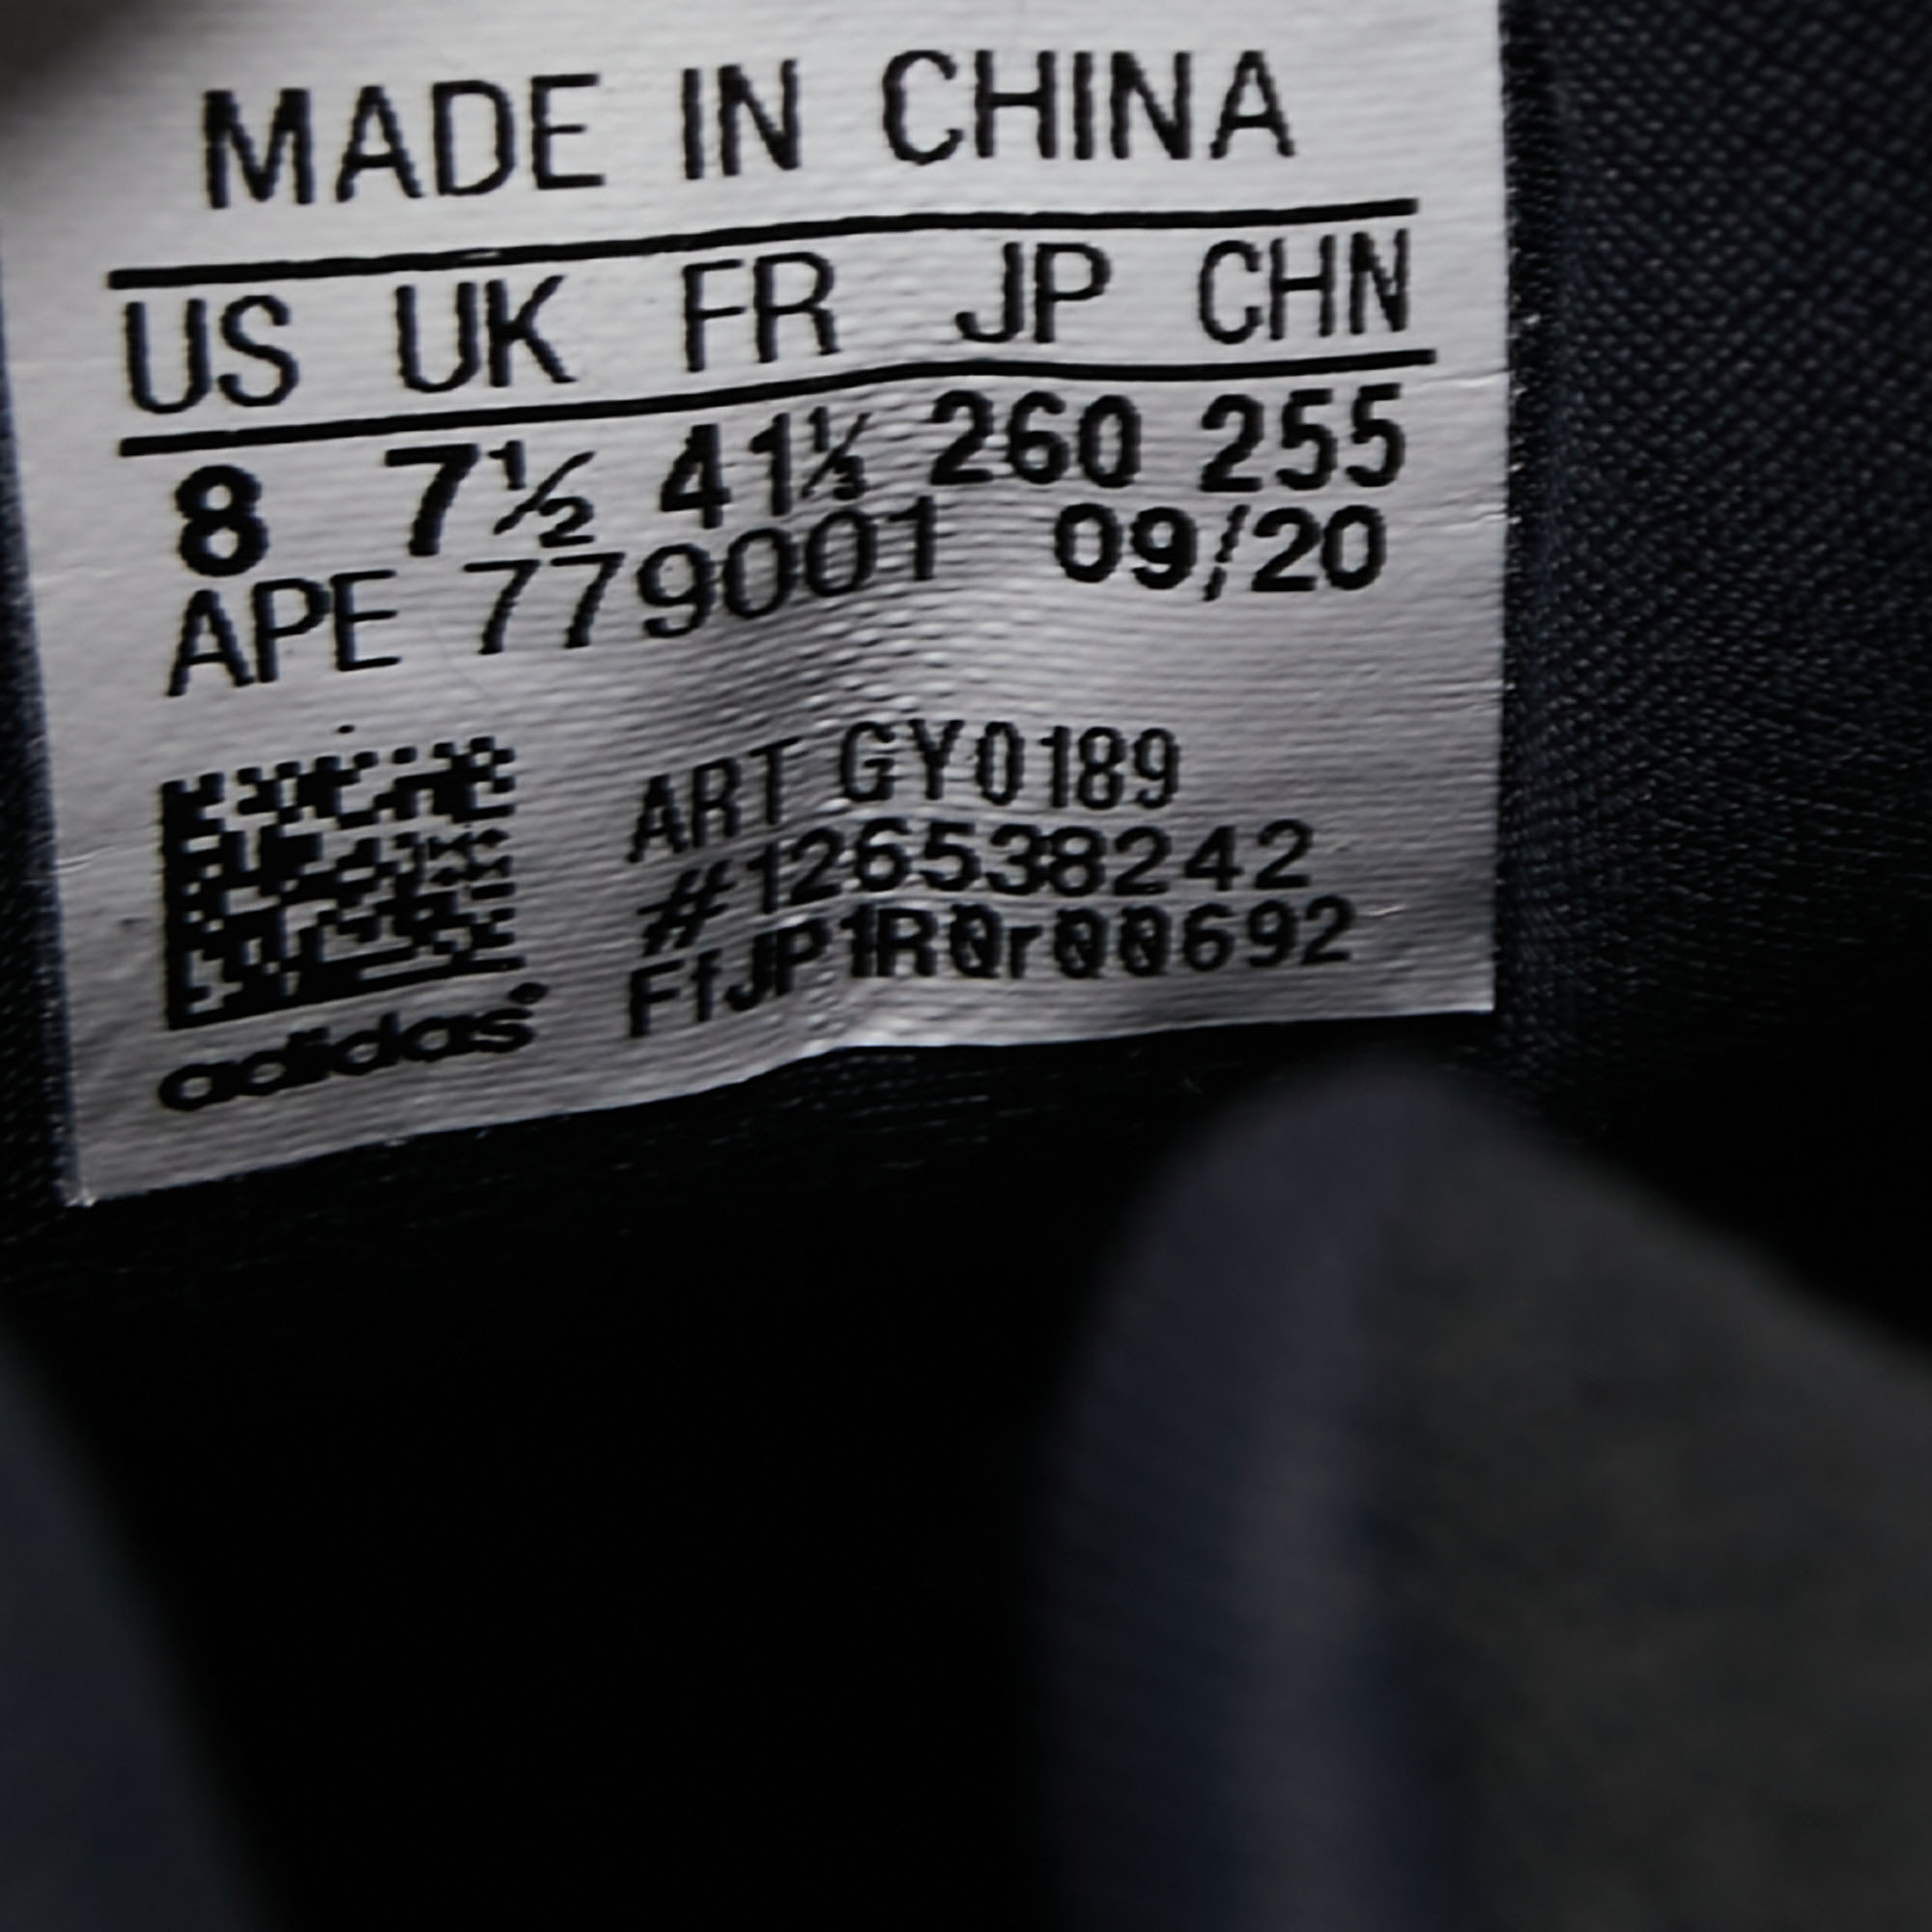 MADE IN CHINA
US UK FR JP CHN
8 7½ 41⅓ 260 255
APE 779001 09/20
ART GY0189
#126538242
FfJP1R0r00692
adidas